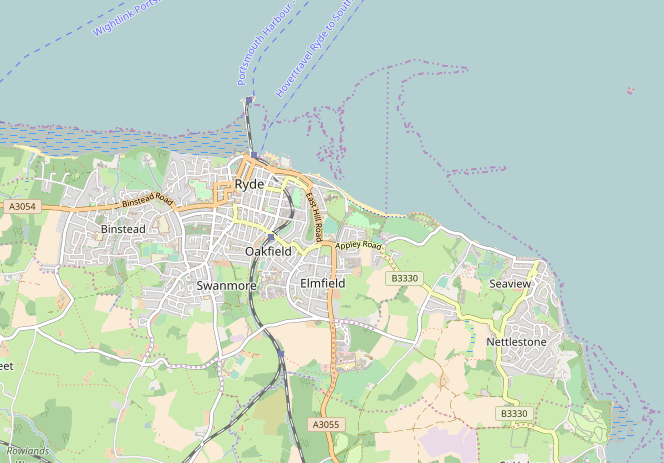 Wightlink Ports
Portsmouth Harbour
Hovertravel Ryde to South
Ryde
A3054
Binstead Road
East Hill Road
Binstead
Oakfield
Appley Road
Swanmore
Elmfield
B3330
Seaview
Nettlestone
eet
B3330
A3055
Rowlands